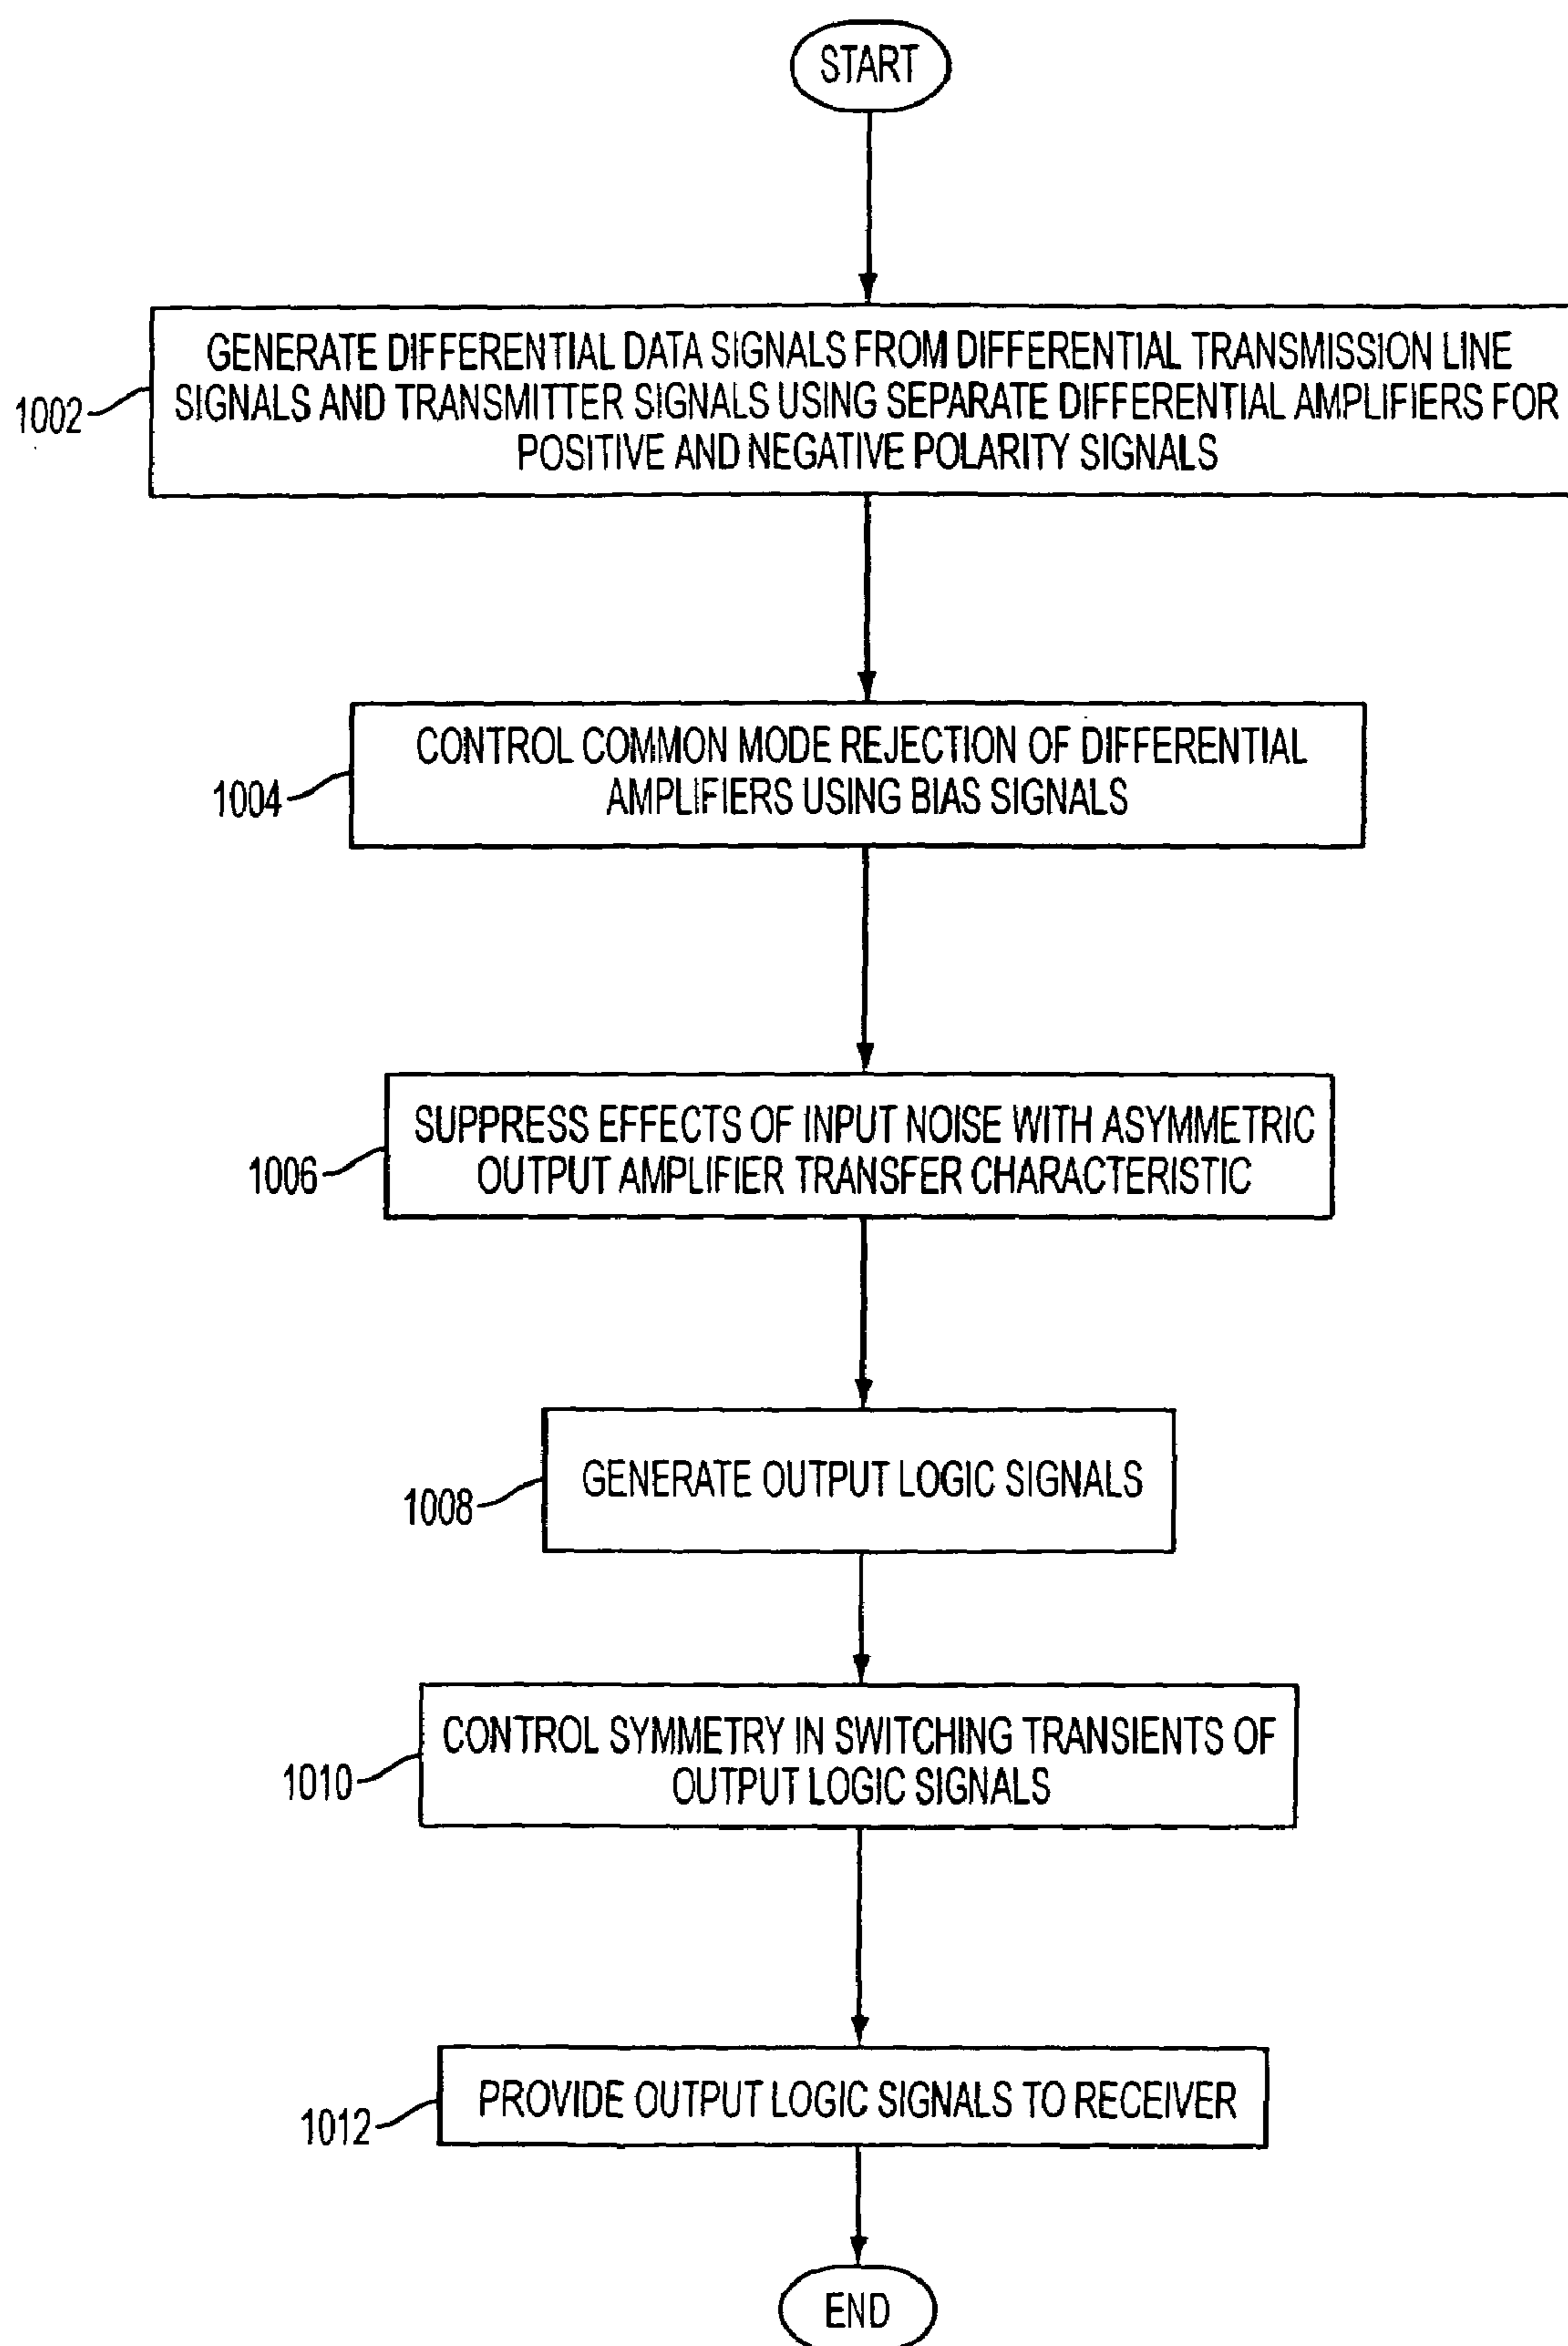 START
GENERATE DIFFERENTIAL DATA SIGNALS FROM DIFFERENTIAL TRANSMISSION LINE
SIGNALS AND TRANSMITTER SIGNALS USING SEPARATE DIFFERENTIAL AMPLIFIERS FOR
POSITIVE AND NEGATIVE POLARITY SIGNALS
1002
CONTROL COMMON MODE REJECTION OF DIFFERENTIAL
AMPLIFIERS USING BIAS SIGNALS
1004
SUPPRESS EFFECTS OF INPUT NOISE WITH ASYMMETRIC
OUTPUT AMPLIFIER TRANSFER CHARACTERISTIC
1006
GENERATE OUTPUT LOGIC SIGNALS
1008
CONTROL SYMMETRY IN SWITCHING TRANSIENTS OF
OUTPUT LOGIC SIGNALS
1010
PROVIDE OUTPUT LOGIC SIGNALS TO RECEIVER
1012
END